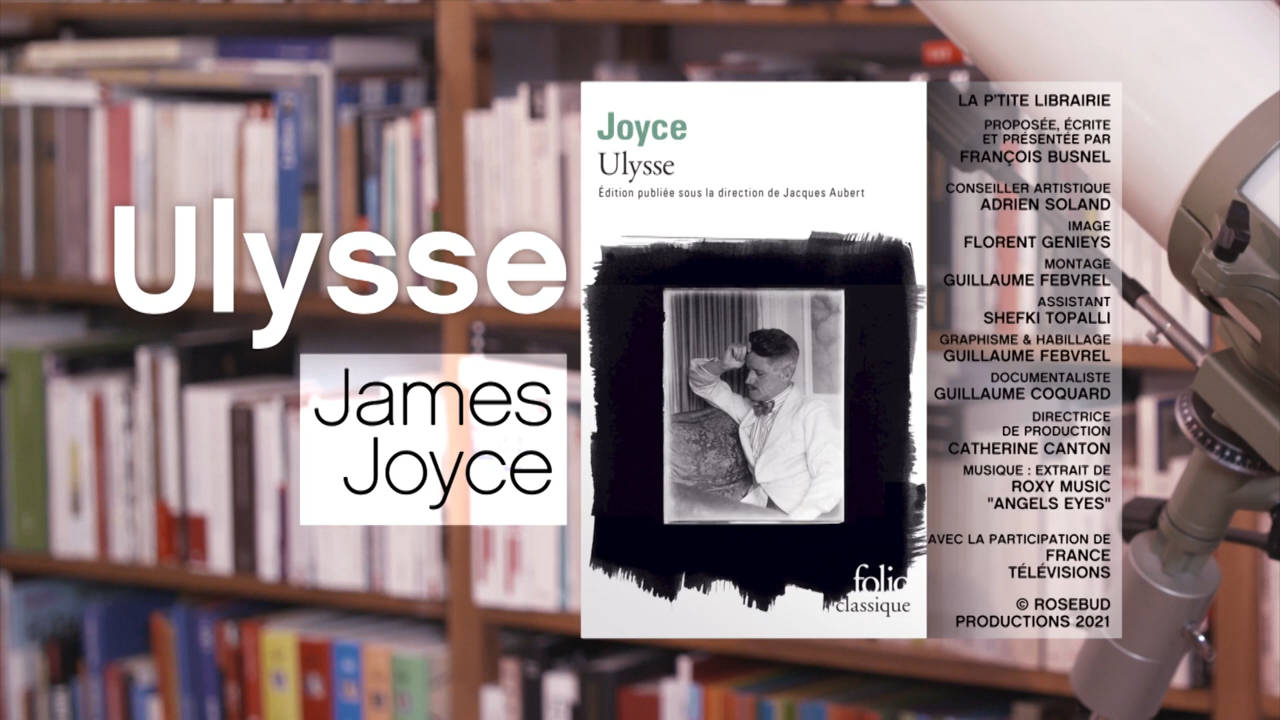 Ulysse
James
Joyce
Joyce
Ulysse
Édition publiée sous la direction de Jacques Aubert
folio
classique
LA P'TITE LIBRAIRIE
PROPOSÉE, ÉCRITE
ET PRÉSENTÉE PAR
FRANÇOIS BUSNEL
CONSEILLER ARTISTIQUE
ADRIEN SOLAND
IMAGE
FLORENT GENIEYS
MONTAGE
GUILLAUME FEBVREL
ASSISTANT
SHEFKI TOPALLI
GRAPHISME & HABILLAGE
GUILLAUME FEBVREL
DOCUMENTALISTE
GUILLAUME COQUARD
DIRECTRICE
DE PRODUCTION
CATHERINE CANTON
MUSIQUE : EXTRAIT DE
ROXY MUSIC
"ANGELS EYES"
AVEC LA PARTICIPATION DE
FRANCE
TÉLÉVISIONS
© ROSEBUD
PRODUCTIONS 2021